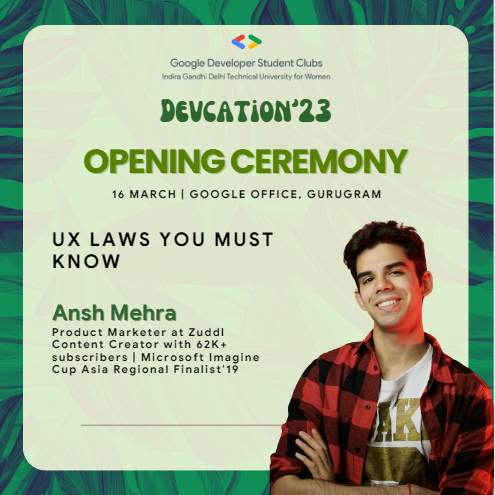 Google Developer Student Clubs
Indira Gandhi Delhi Technical University for Women
DEVCATION'23
OPENING CEREMONY
16 MARCH | GOOGLE OFFICE, GURUGRAM
UX LAWS YOU MUST
KNOW
Ansh Mehra
Product Marketer at Zuddl
Content Creator with 62K+
subscribers | Microsoft Imagine
Cup Asia Regional Finalist'19